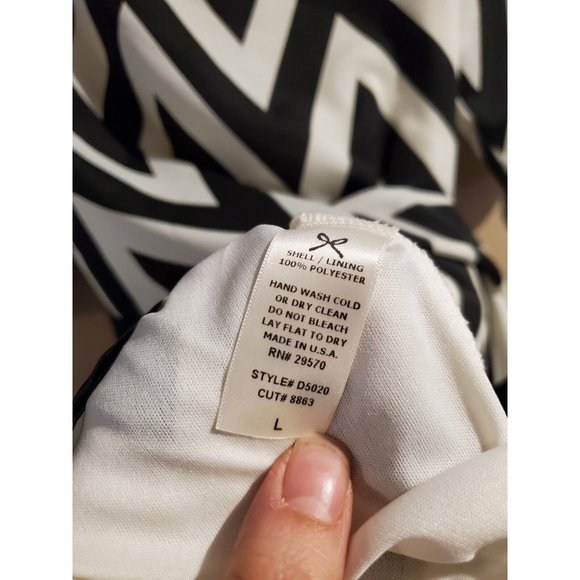 SHELL / LINING
100% POLYESTER
HAND WASH COLD
OR DRY CLEAN
DO NOT BLEACH
LAY FLAT TO DRY
MADE IN U.S.A.
RN# 29570
STYLE# D5020
CUT# 8863
L